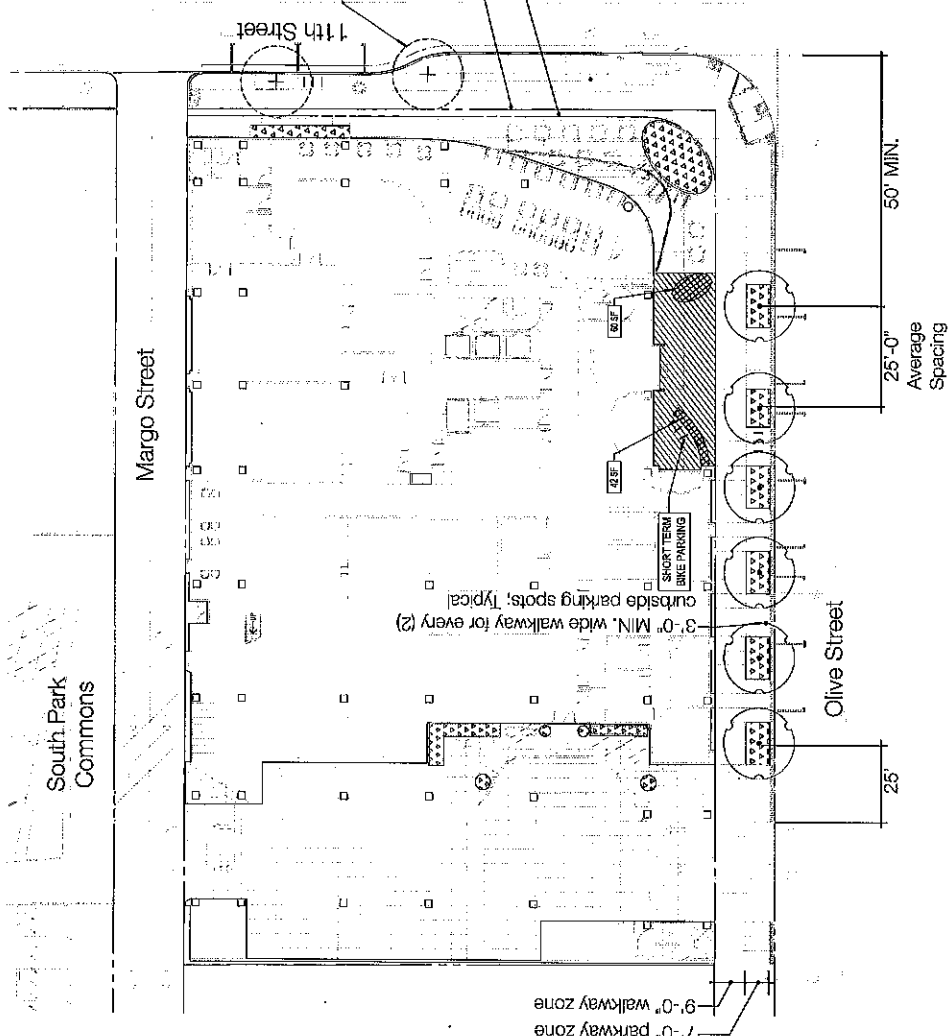 11th Street
Margo Street
South Park
Commons
50' MIN.
25'-0"
Average
Spacing
60 SF
42 SF
SHORT TERM
BIKE PARKING
3'-0" MIN. wide walkway for every (2)
curbside parking spots; Typical
Olive Street
25'
9'-0" walkway zone
7'-0" parkway zone